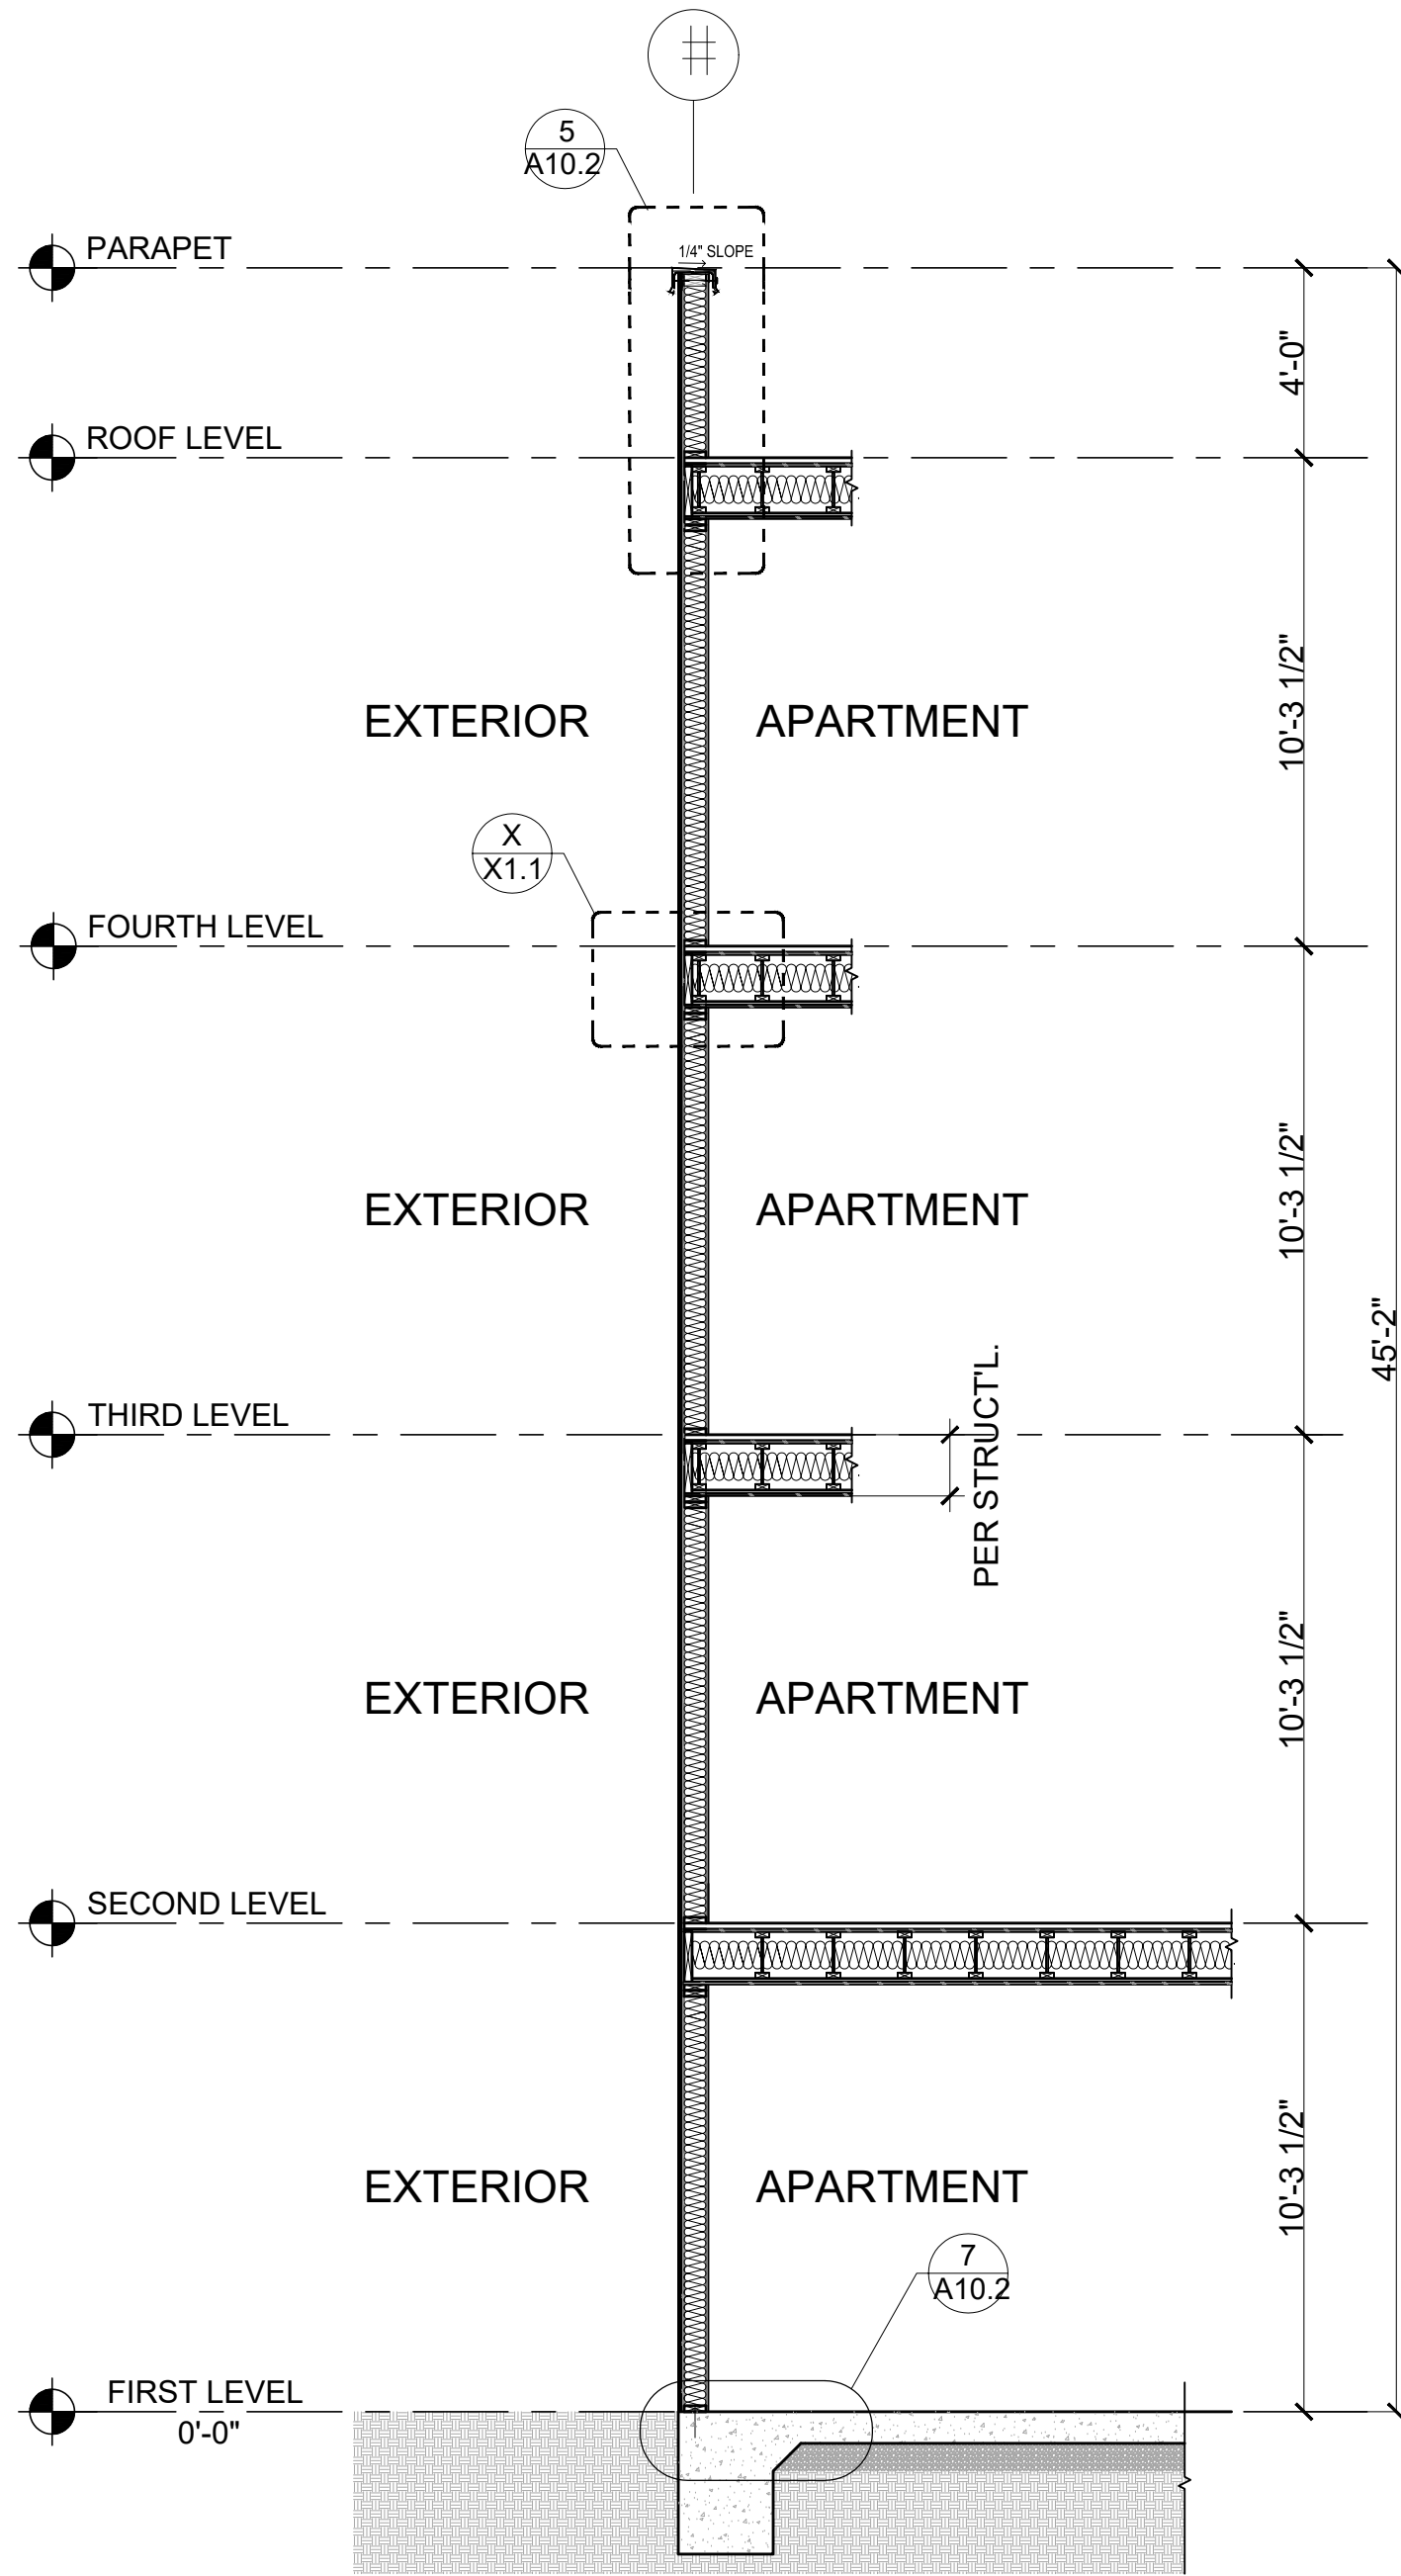 #
5
A10.2
PARAPET
1/4" SLOPE
4'-0"
ROOF LEVEL
10'-3 1/2"
EXTERIOR APARTMENT
X
X1.1
FOURTH LEVEL
10'-3 1/2"
EXTERIOR APARTMENT
45'-2"
PER STRUCT'L.
THIRD LEVEL
10'-3 1/2"
EXTERIOR APARTMENT
SECOND LEVEL
10'-3 1/2"
EXTERIOR APARTMENT
7
A10.2
FIRST LEVEL
0'-0"